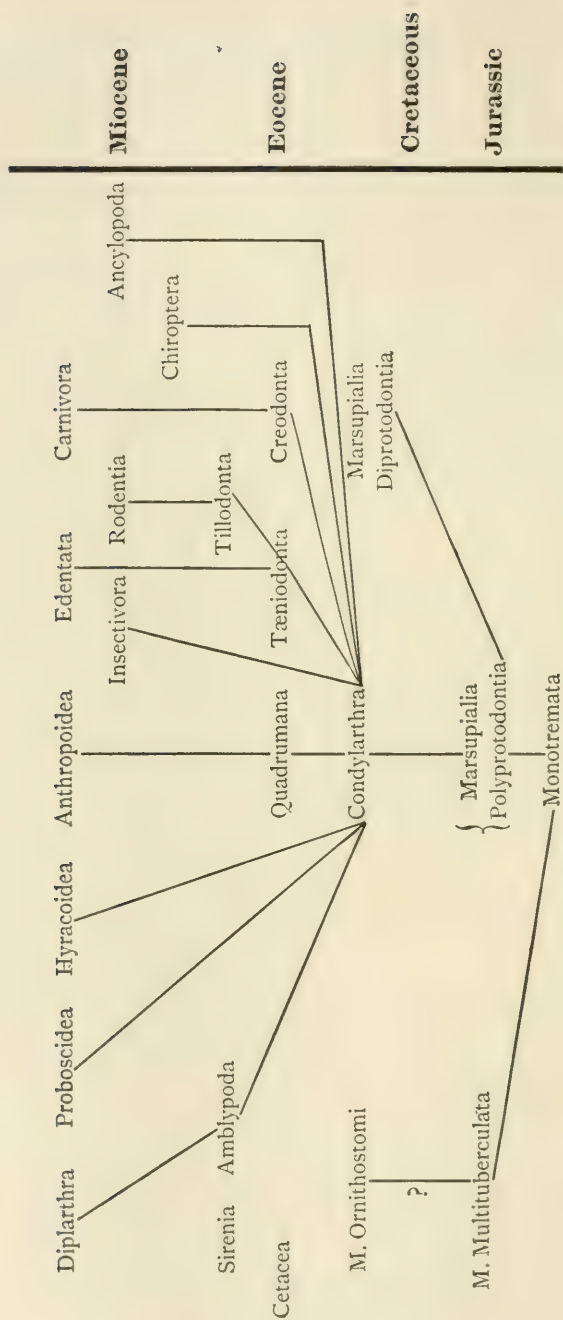 Diplarthra Proboscidea Hyracoidea Anthropoidea Edentata Carnivora
Insectivora Rodentia Ancylopoda Miocene
Chiroptera
Sirenia Amblypoda Tillodonta
Cetacea Quadrumana Tæniodonta Creodonta Eocene
M. Ornithostomi Condylarthra Marsupialia
Diprotodontia Cretaceous
?
M. Multituberculata { Marsupialia
{ Polyprotodontia Jurassic
Monotremata